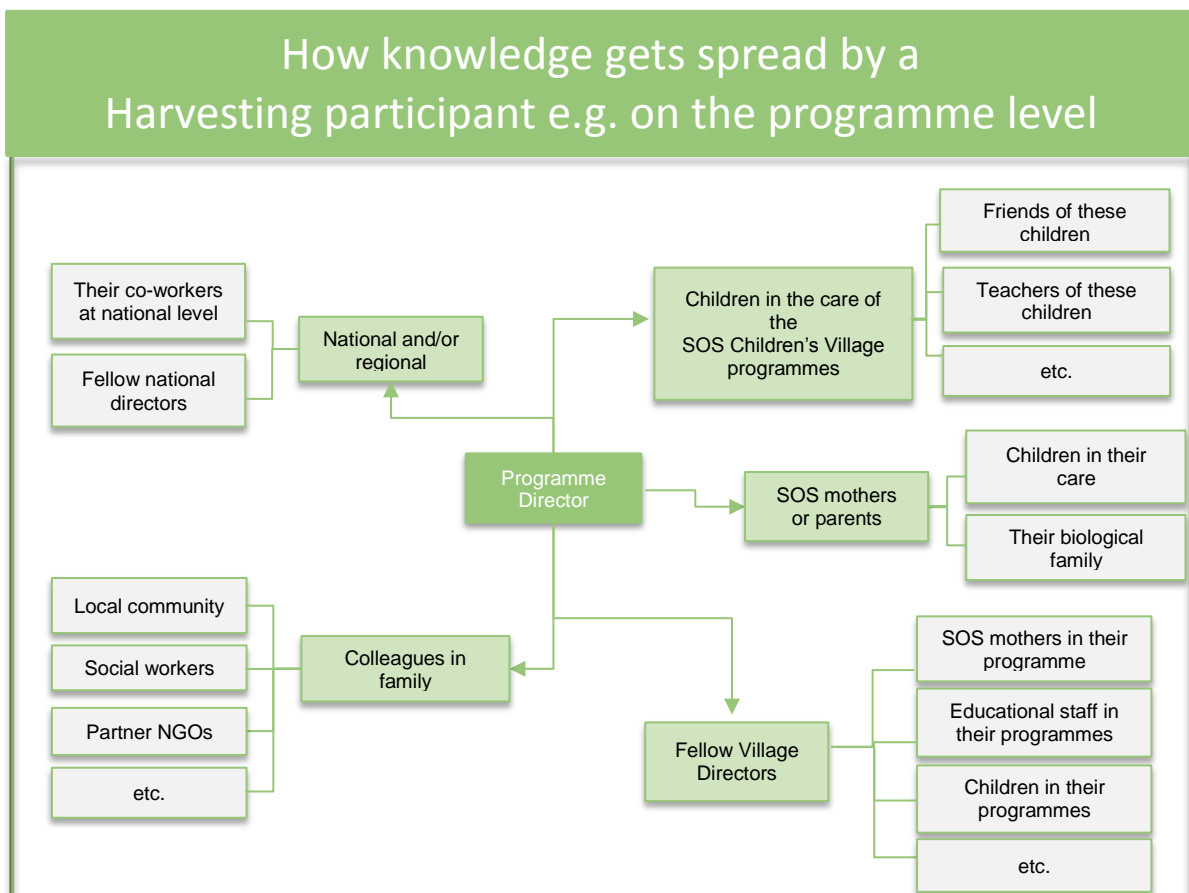 How knowledge gets spread by a
Harvesting participant e.g. on the programme level
Friends of these
children
Their co-workers
at national level
Children in the care of
the
SOS Children's Village
programmes
Teachers of these
children
National and/or
regional
Fellow national
directors
etc.
Children in their
care
Programme
Director
SOS mothers
or parents
Their biological
family
Local community
Social workers
Colleagues in
family
Partner NGOs
etc.
SOS mothers in their
programme
Educational staff in
their programmes
Fellow Village
Directors
Children in their
programmes
etc.